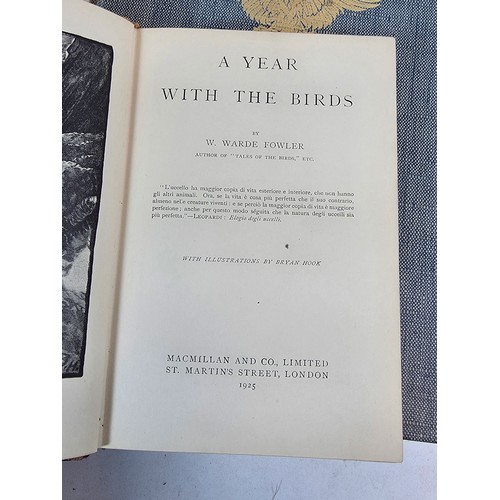 A YEAR
WITH THE BIRDS
BY
W. WARDE FOWLER
AUTHOR OF "TALES OF THE BIRDS," ETC.
"L'uccello ha maggior copia di vita esteriore e interiore, che non hanno
gli altri animali. Ora, se la vita è cosa più perfetta che il suo contrario,
almeno nel e creature viventi: e se perciò la maggior copia di vita è maggiore
perfezione; anche per questo modo séguita che la natura degli uccelli sia
più perfetta."—LEOPARDI: Elogio degli uccelli.
WITH ILLUSTRATIONS BY BRYAN HOOK
MACMILLAN AND CO., LIMITED
ST. MARTIN'S STREET, LONDON
1925